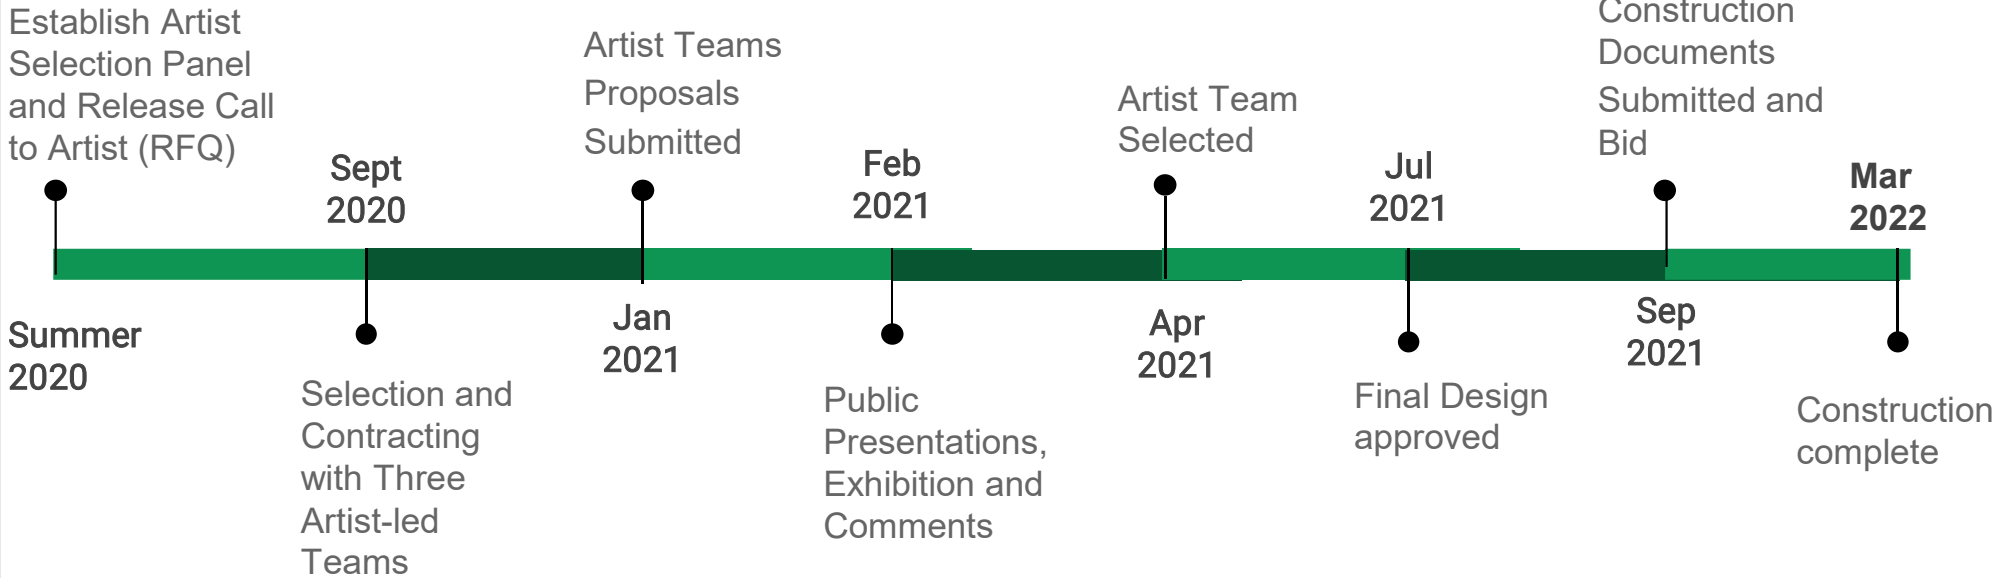 Establish Artist
Selection Panel
and Release Call
to Artist (RFQ)
Summer
2020
Sept
2020
Selection and
Contracting
with Three
Artist-led
Teams
Artist Teams
Proposals
Submitted
Jan
2021
Feb
2021
Public
Presentations,
Exhibition and
Comments
Artist Team
Selected
Apr
2021
Jul
2021
Final Design
approved
Construction
Documents
Submitted and
Bid
Sep
2021
Mar
2022
Construction
complete